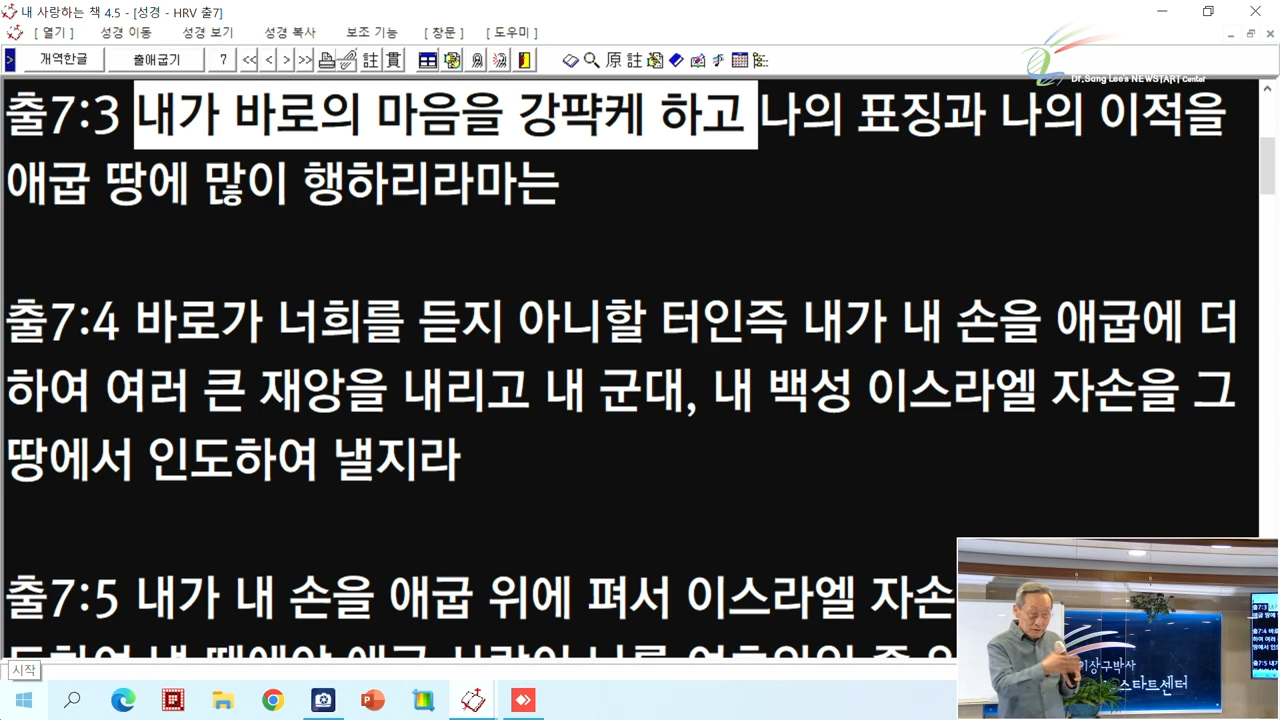 내 사랑하는 책 4.5 - [성경 - HRV 출7]
[ 열기 ] 성경 이동 성경 보기 성경 복사 보조 기능 [ 창문 ] [ 도우미 ]
> 개역한글 출애굽기 7 << < > >> 註 貫 原 註
Dr.Sang Lee's NEWSTART Center
출7:3 내가 바로의 마음을 강퍅케 하고 나의 표징과 나의 이적을
애굽 땅에 많이 행하리라마는
출7:4 바로가 너희를 듣지 아니할 터인즉 내가 내 손을 애굽에 더
하여 여러 큰 재앙을 내리고 내 군대, 내 백성 이스라엘 자손을 그
땅에서 인도하여 낼지라
출7:5 내가 내 손을 애굽 위에 펴서 이스라엘 자손
시작
이상구박사
스타트센터